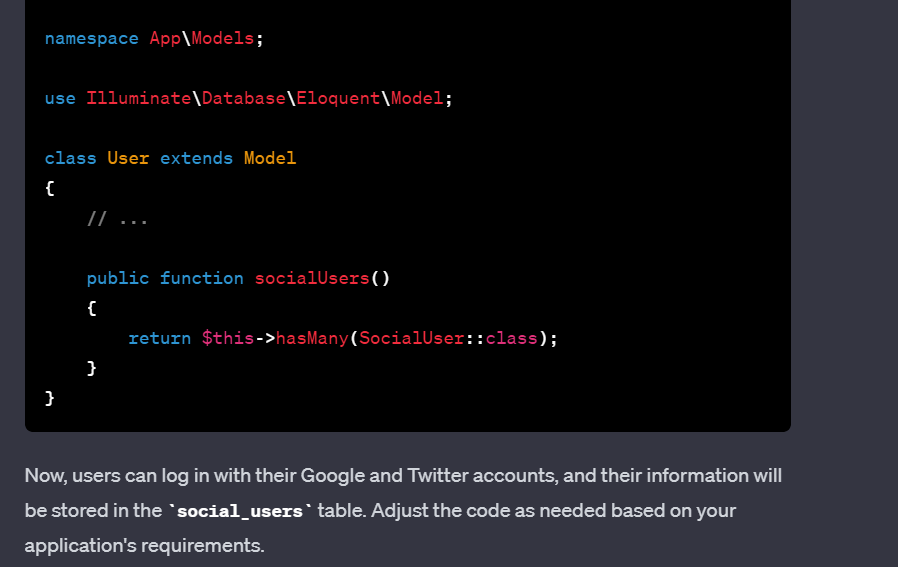 namespace App\Models;
use Illuminate\Database\Eloquent\Model;
class User extends Model
{
    // ...
    public function socialUsers()
    {
        return $this->hasMany(SocialUser::class);
    }
}
Now, users can log in with their Google and Twitter accounts, and their information will
be stored in the `social_users` table. Adjust the code as needed based on your
application's requirements.